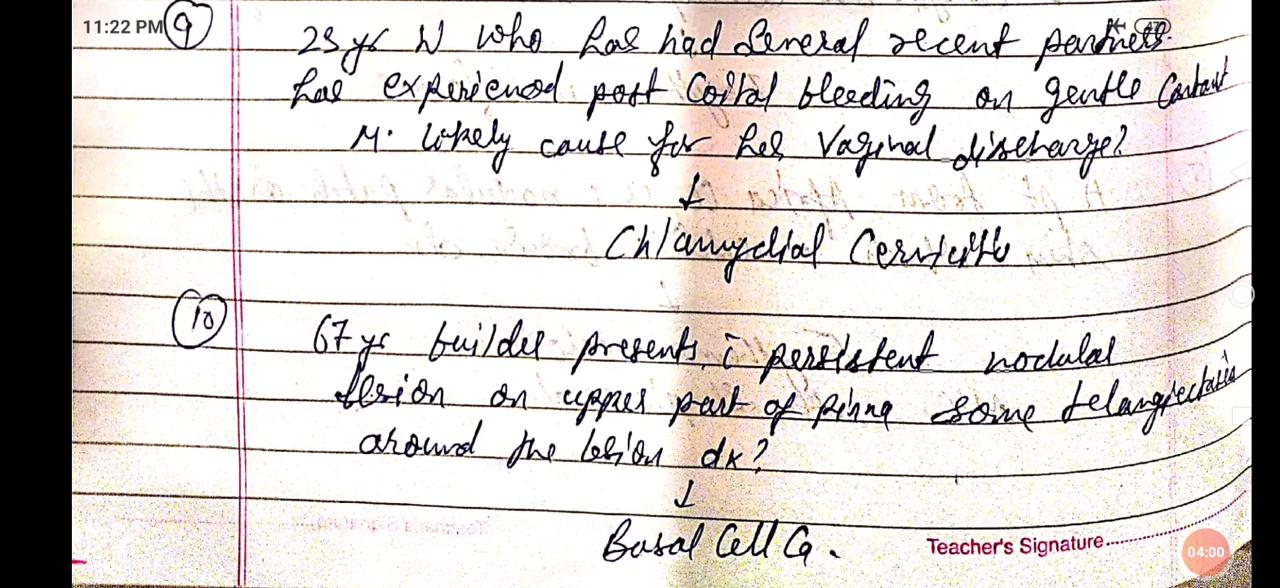 11:22 PM
9
23 yr W who has had Several recent partners.
has experienced post Coital bleeding on gentle Contact
M. likely cause for her Vaginal discharge?
↓
Chlamydial Cervicitis
10
67 yr builder presents c̄ persistent nodular
lesion on upper part of pinna some telangiectasis
around the lesion dx?
↓
Basal Cell Ca.
Teacher's Signature
04:00